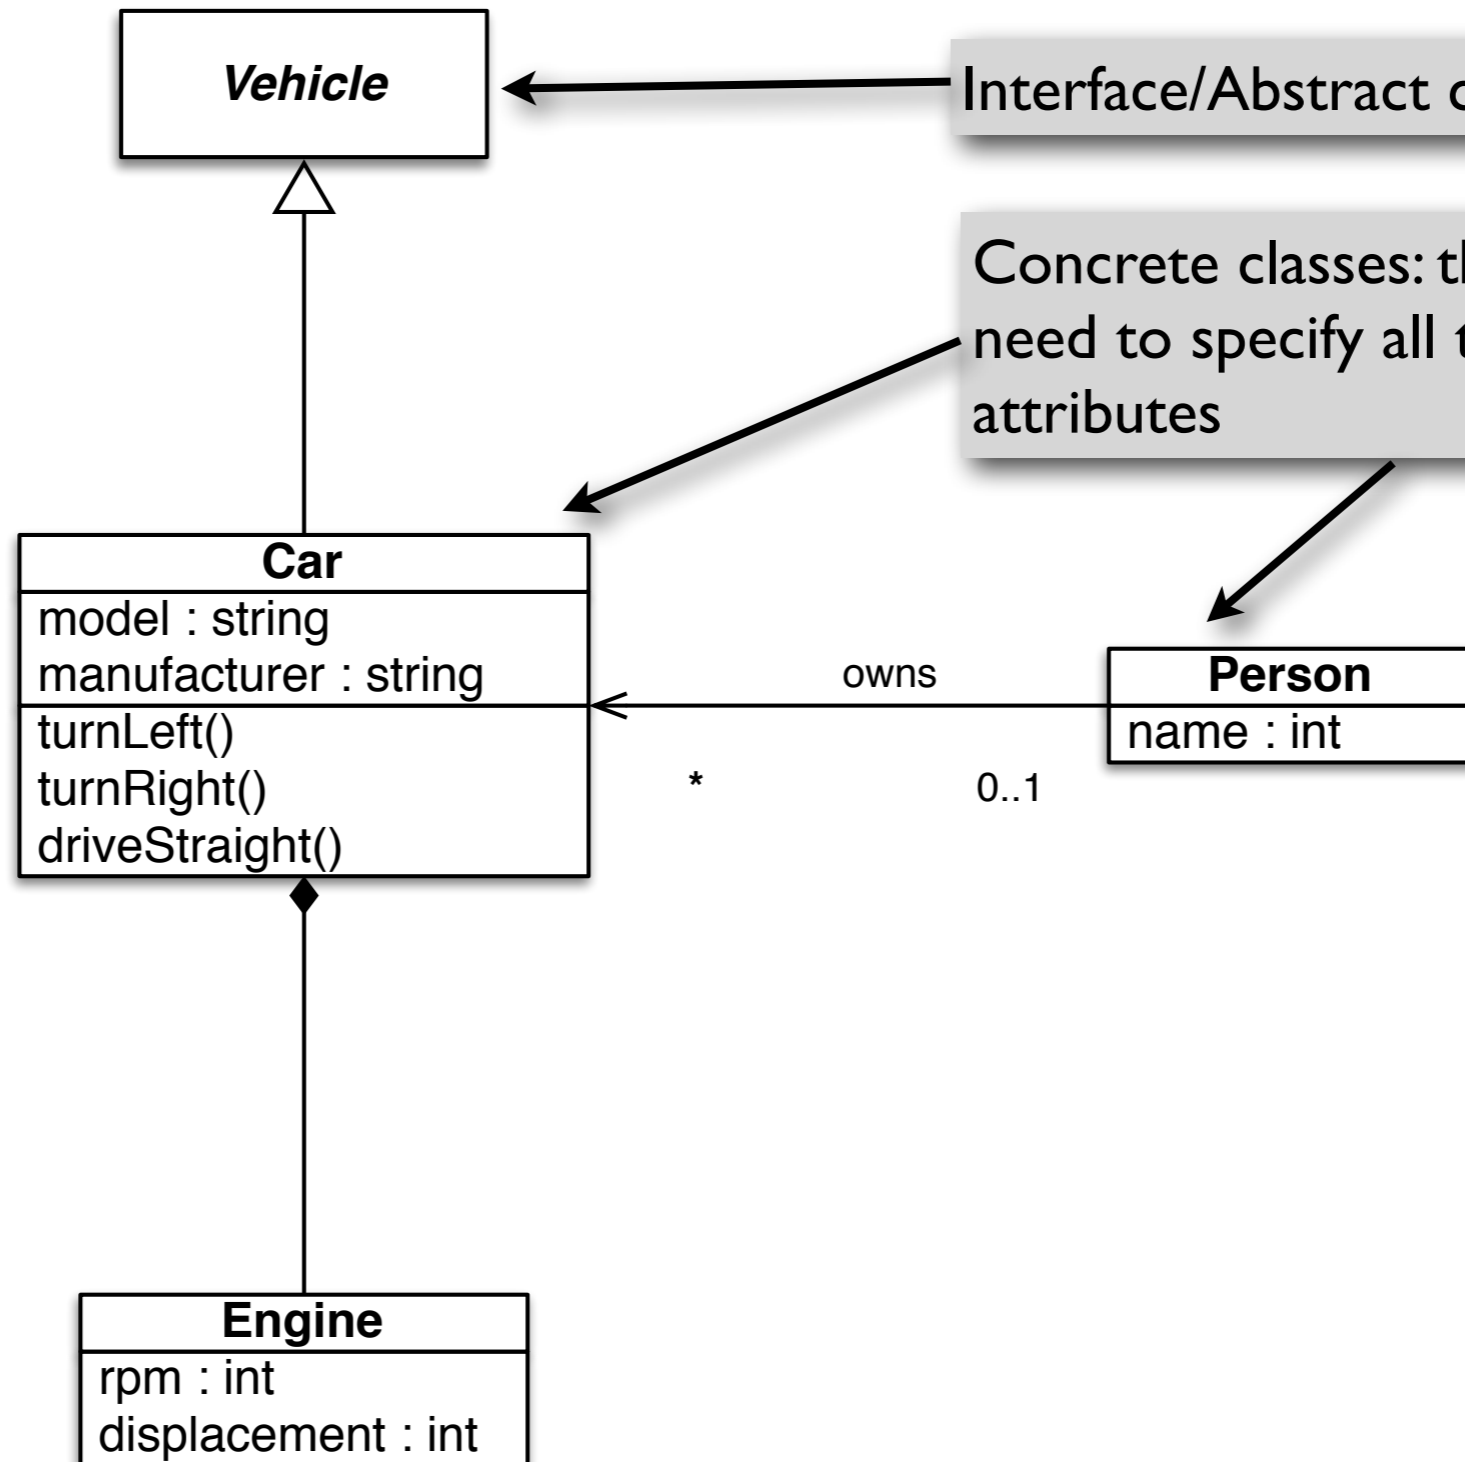 Vehicle
Interface/Abstract
Concrete classes:
need to specify all
attributes
Car
model : string
manufacturer : string
turnLeft()
turnRight()
driveStraight()
owns
*
0..1
Person
name : int
Engine
rpm : int
displacement : int